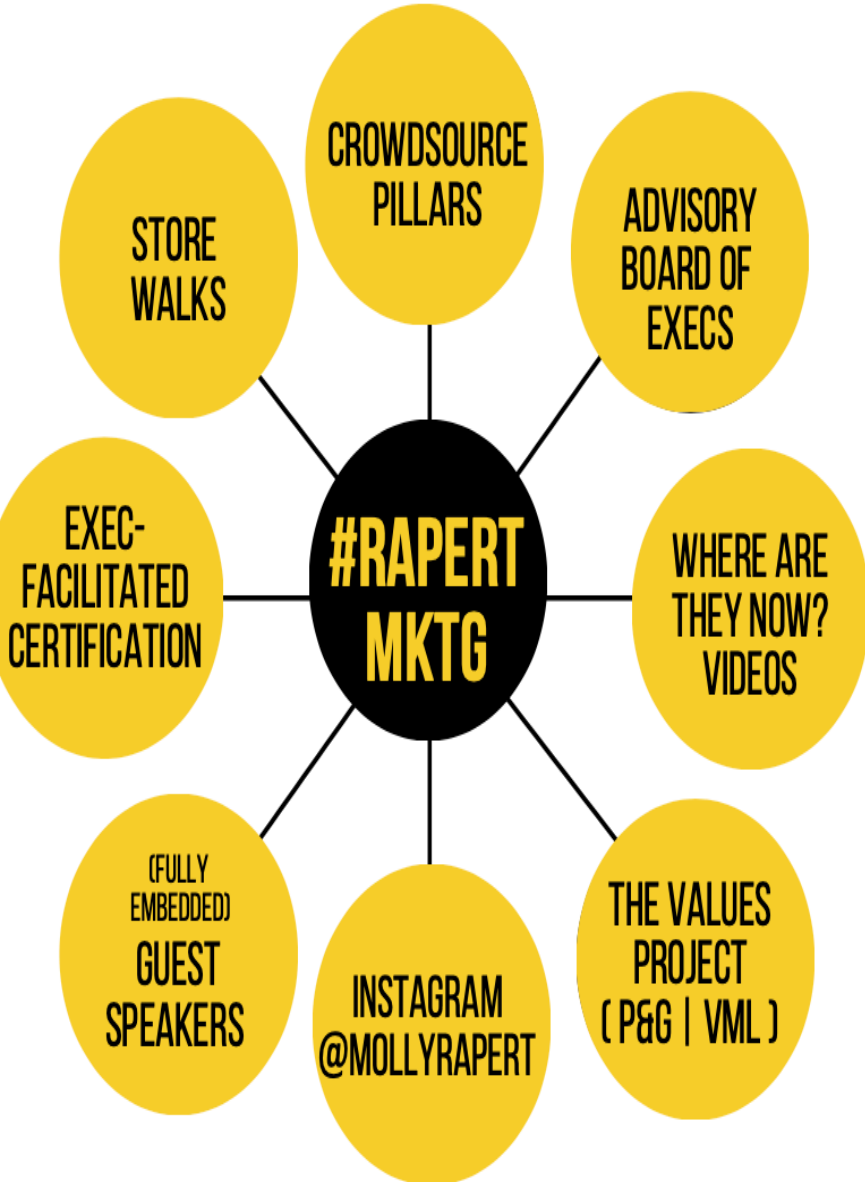 CROWDSOURCE
PILLARS
STORE
WALKS
ADVISORY
BOARD OF
EXECS
EXEC-
FACILITATED
CERTIFICATION
#RAPERT
MKTG
WHERE ARE
THEY NOW?
VIDEOS
(FULLY
EMBEDDED)
GUEST
SPEAKERS
INSTAGRAM
@MOLLYRAPERT
THE VALUES
PROJECT
( P&G | VML )